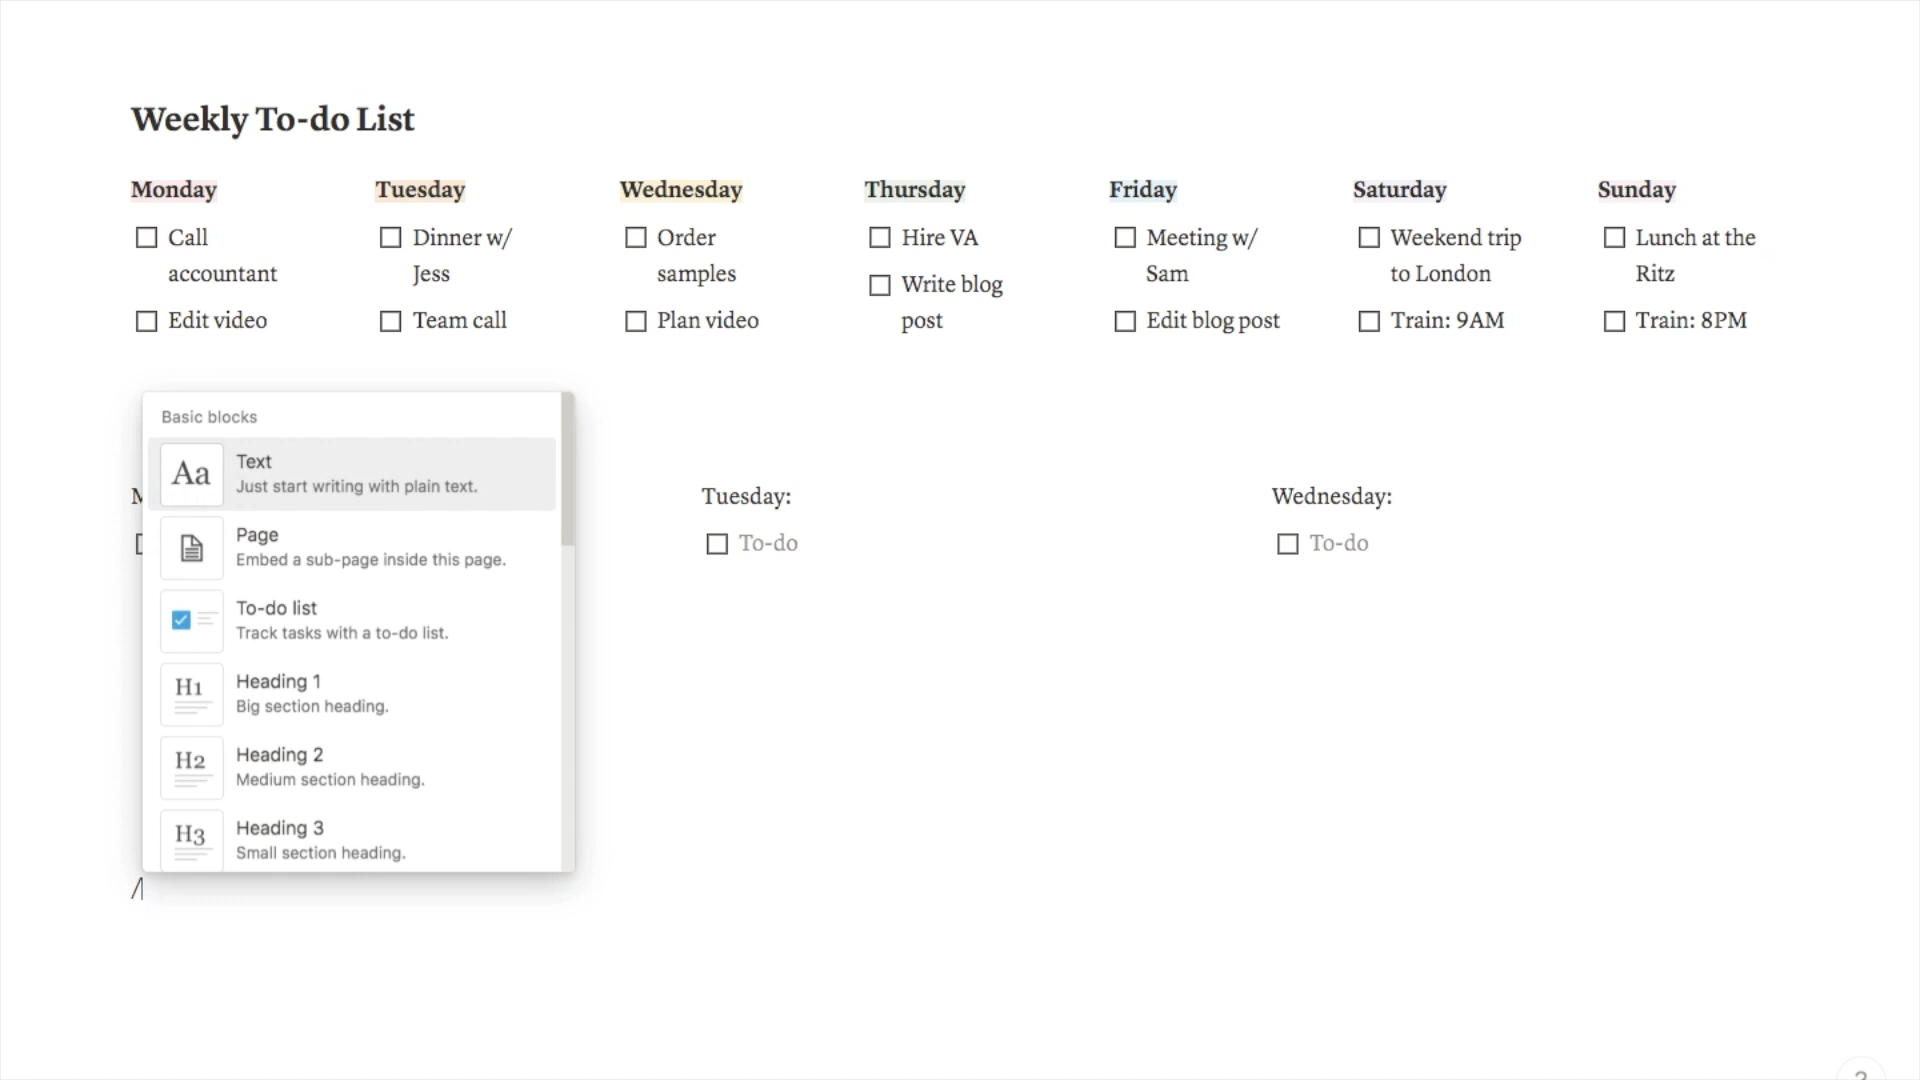 Weekly To-do List
Monday Tuesday Wednesday Thursday Friday Saturday Sunday
Call
accountant
Edit video
Dinner w/
Jess
Team call
Order
samples
Plan video
Hire VA
Write blog
post
Meeting w/
Sam
Edit blog post
Weekend trip
to London
Train: 9AM
Lunch at the
Ritz
Train: 8PM
Basic blocks
Aa
Text
Just start writing with plain text.
Page
Embed a sub-page inside this page.
To-do list
Track tasks with a to-do list.
H1
Heading 1
Big section heading.
H2
Heading 2
Medium section heading.
H3
Heading 3
Small section heading.
Tuesday:
To-do
Wednesday:
To-do
/